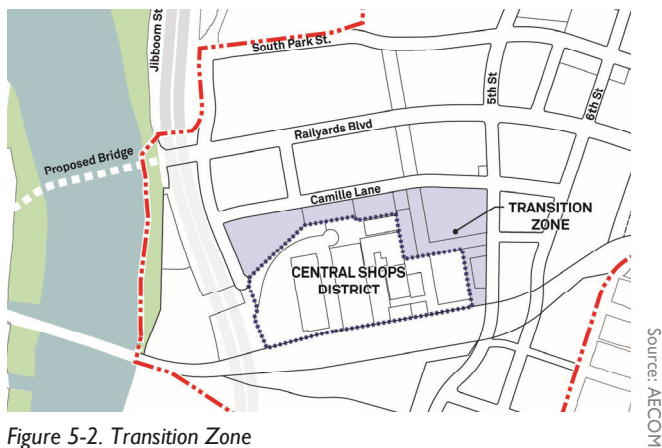 Jibboom St
South Park St.
5th St
6th St
Railyards Blvd
Proposed Bridge
Camille Lane
TRANSITION
ZONE
CENTRAL SHOPS
DISTRICT
Source: AECOM
Figure 5-2. Transition Zone